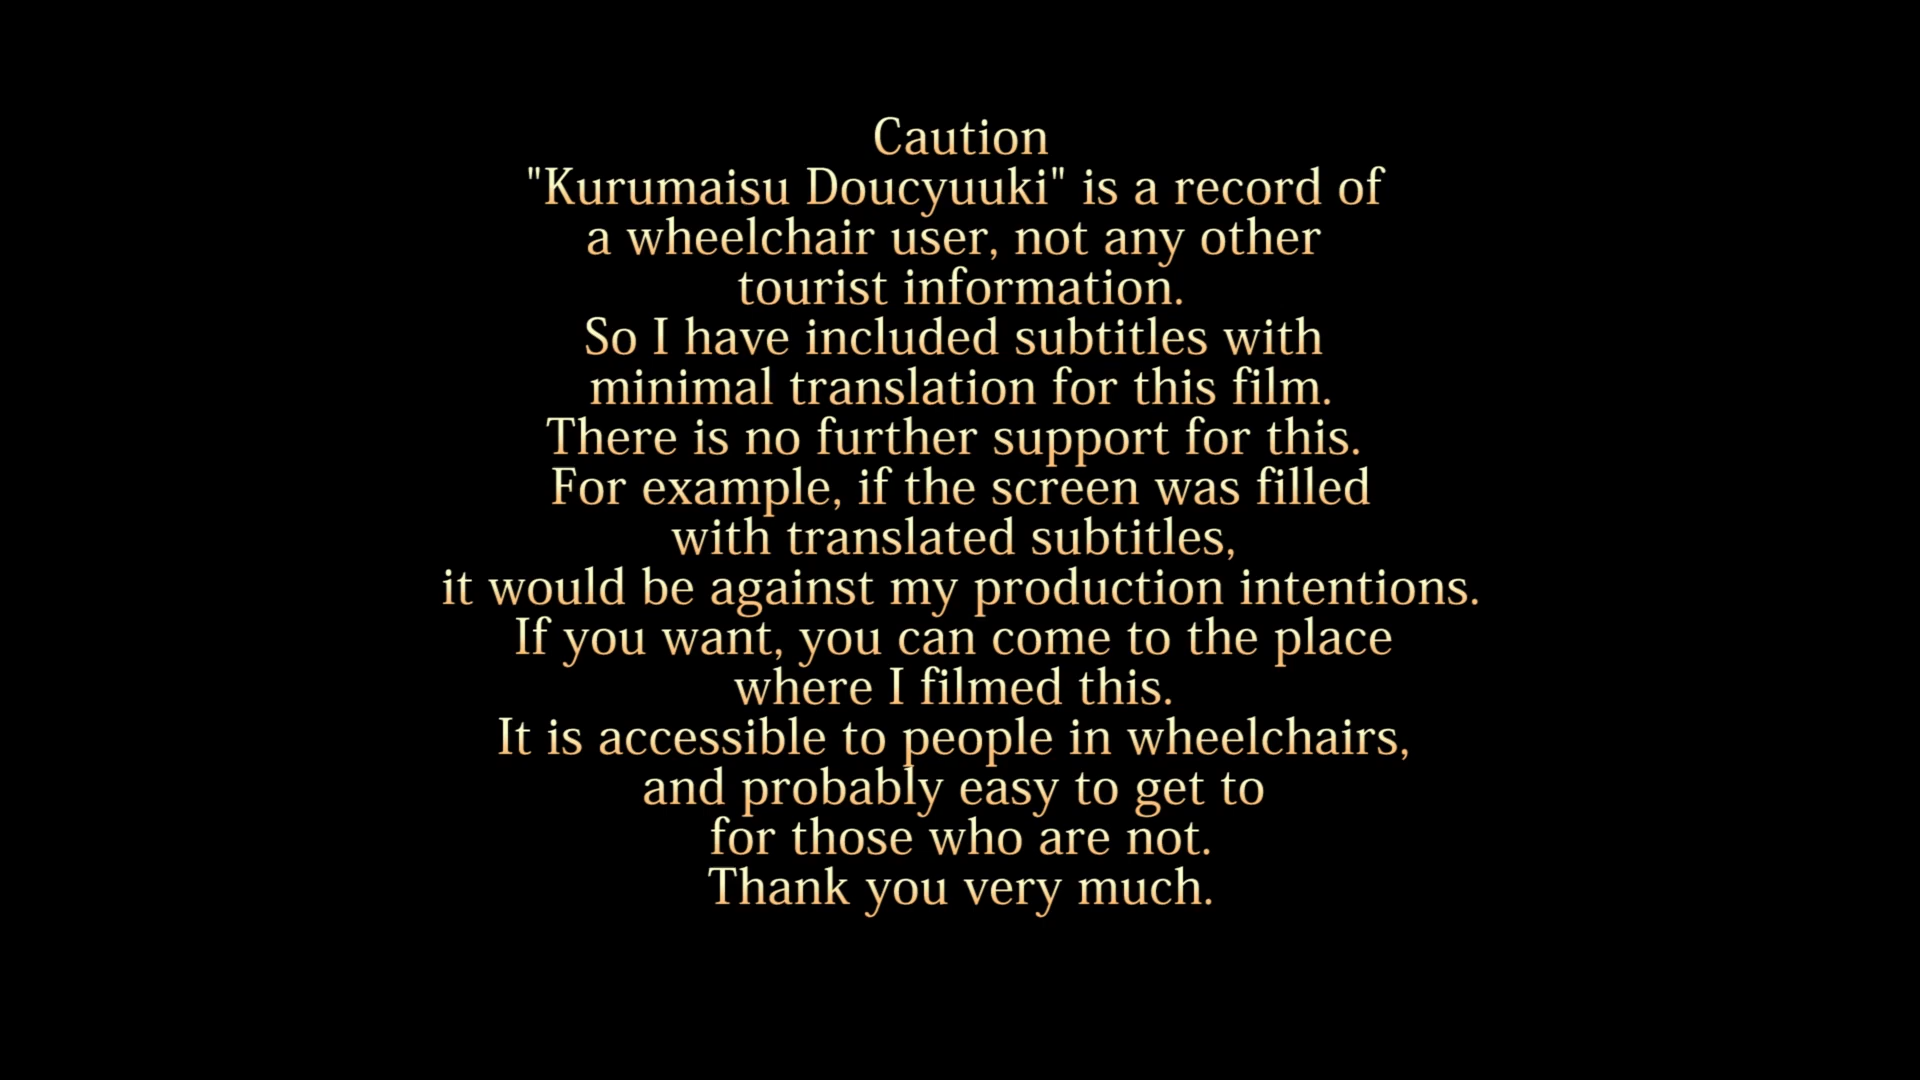 Caution
"Kurumaisu Doucyuuki" is a record of
a wheelchair user, not any other
tourist information.
So I have included subtitles with
minimal translation for this film.
There is no further support for this.
For example, if the screen was filled
with translated subtitles,
it would be against my production intentions.
If you want, you can come to the place
where I filmed this.
It is accessible to people in wheelchairs,
and probably easy to get to
for those who are not.
Thank you very much.